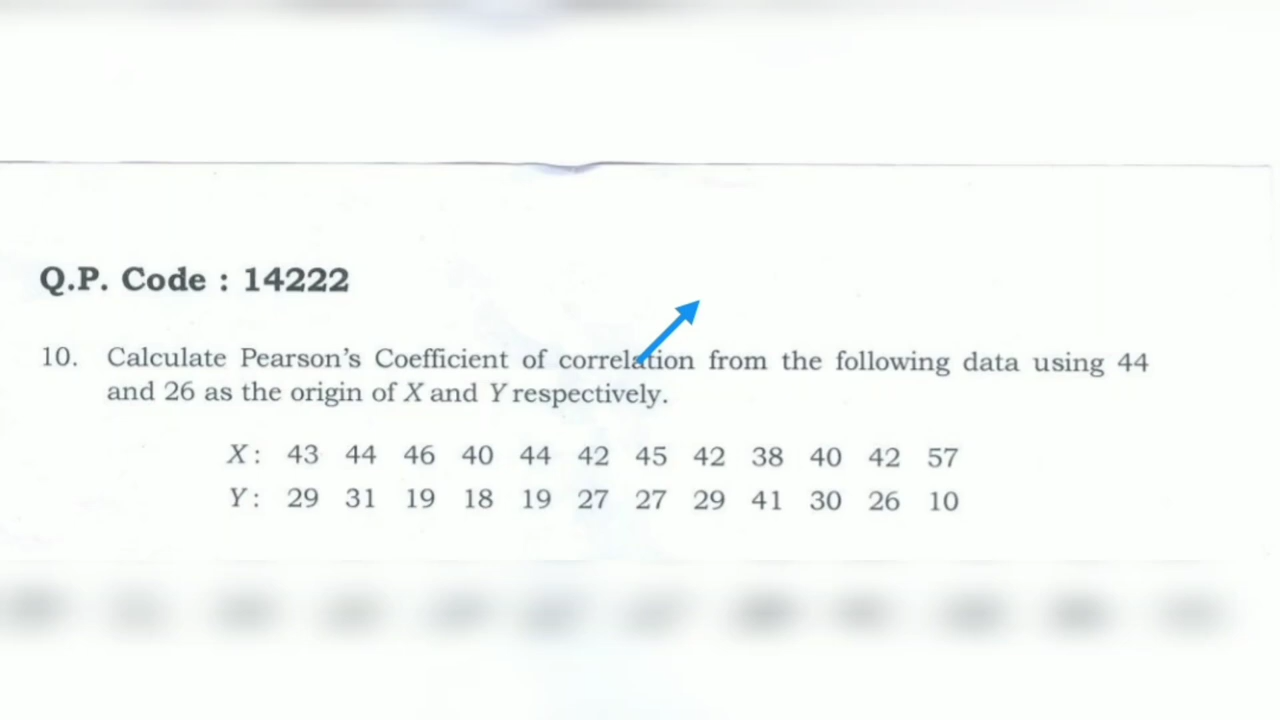 Q.P. Code : 14222
10. Calculate Pearson's Coefficient of correlation from the following data using 44
and 26 as the origin of X and Y respectively.
X : 43 44 46 40 44 42 45 42 38 40 42 57
Y : 29 31 19 18 19 27 27 29 41 30 26 10